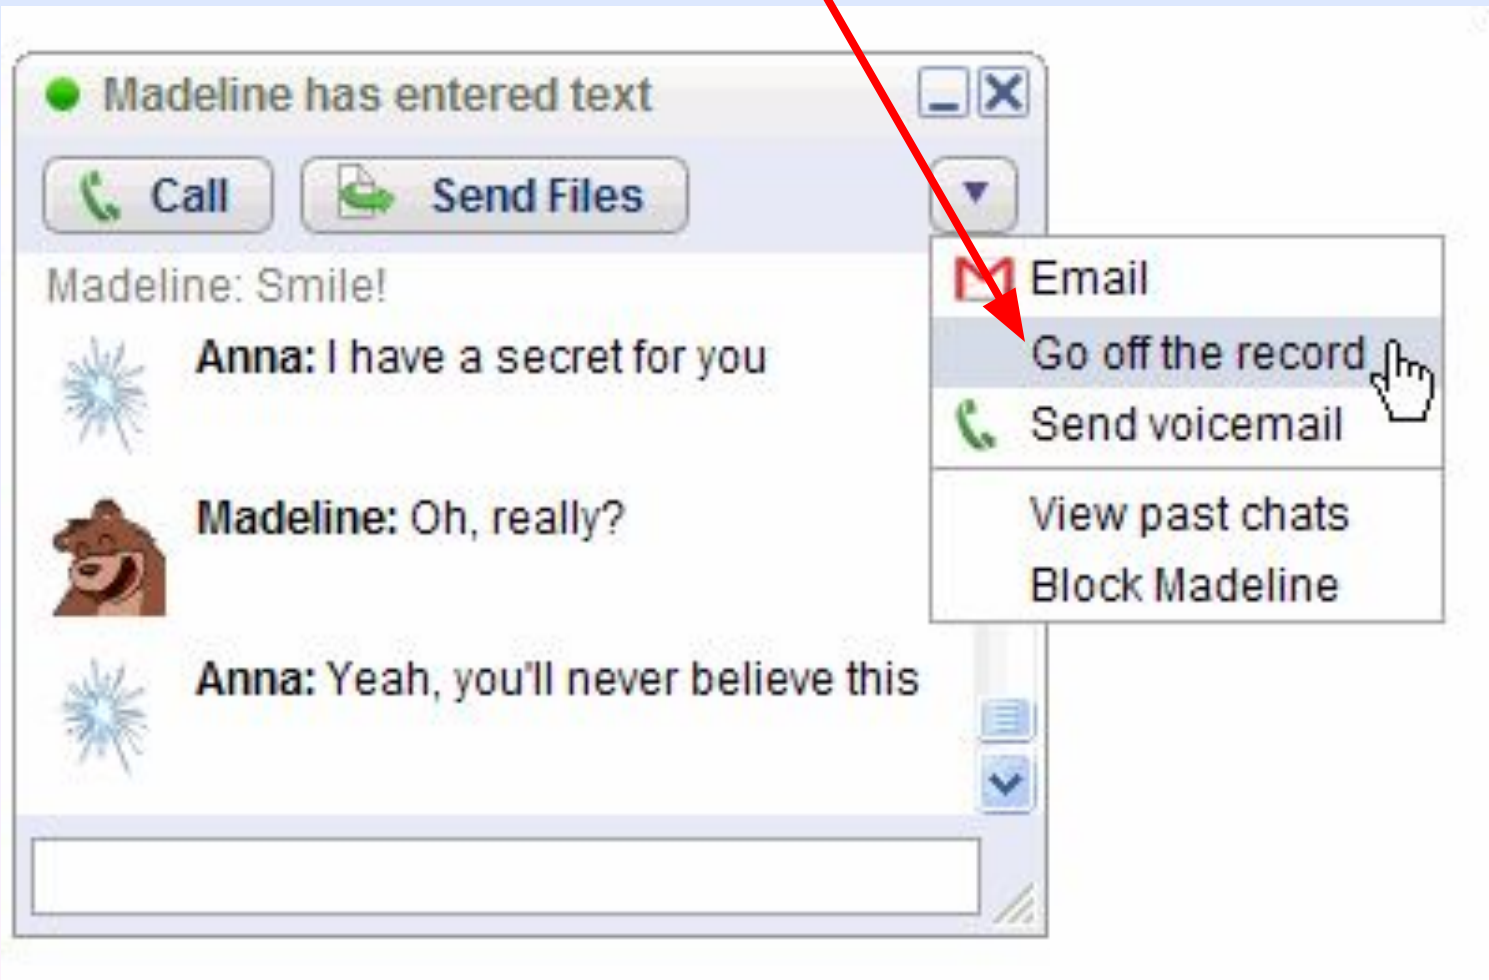 Madeline has entered text
Call
Send Files
Madeline: Smile!
Anna: I have a secret for you
Madeline: Oh, really?
Anna: Yeah, you'll never believe this
Email
Go off the record
Send voicemail
View past chats
Block Madeline